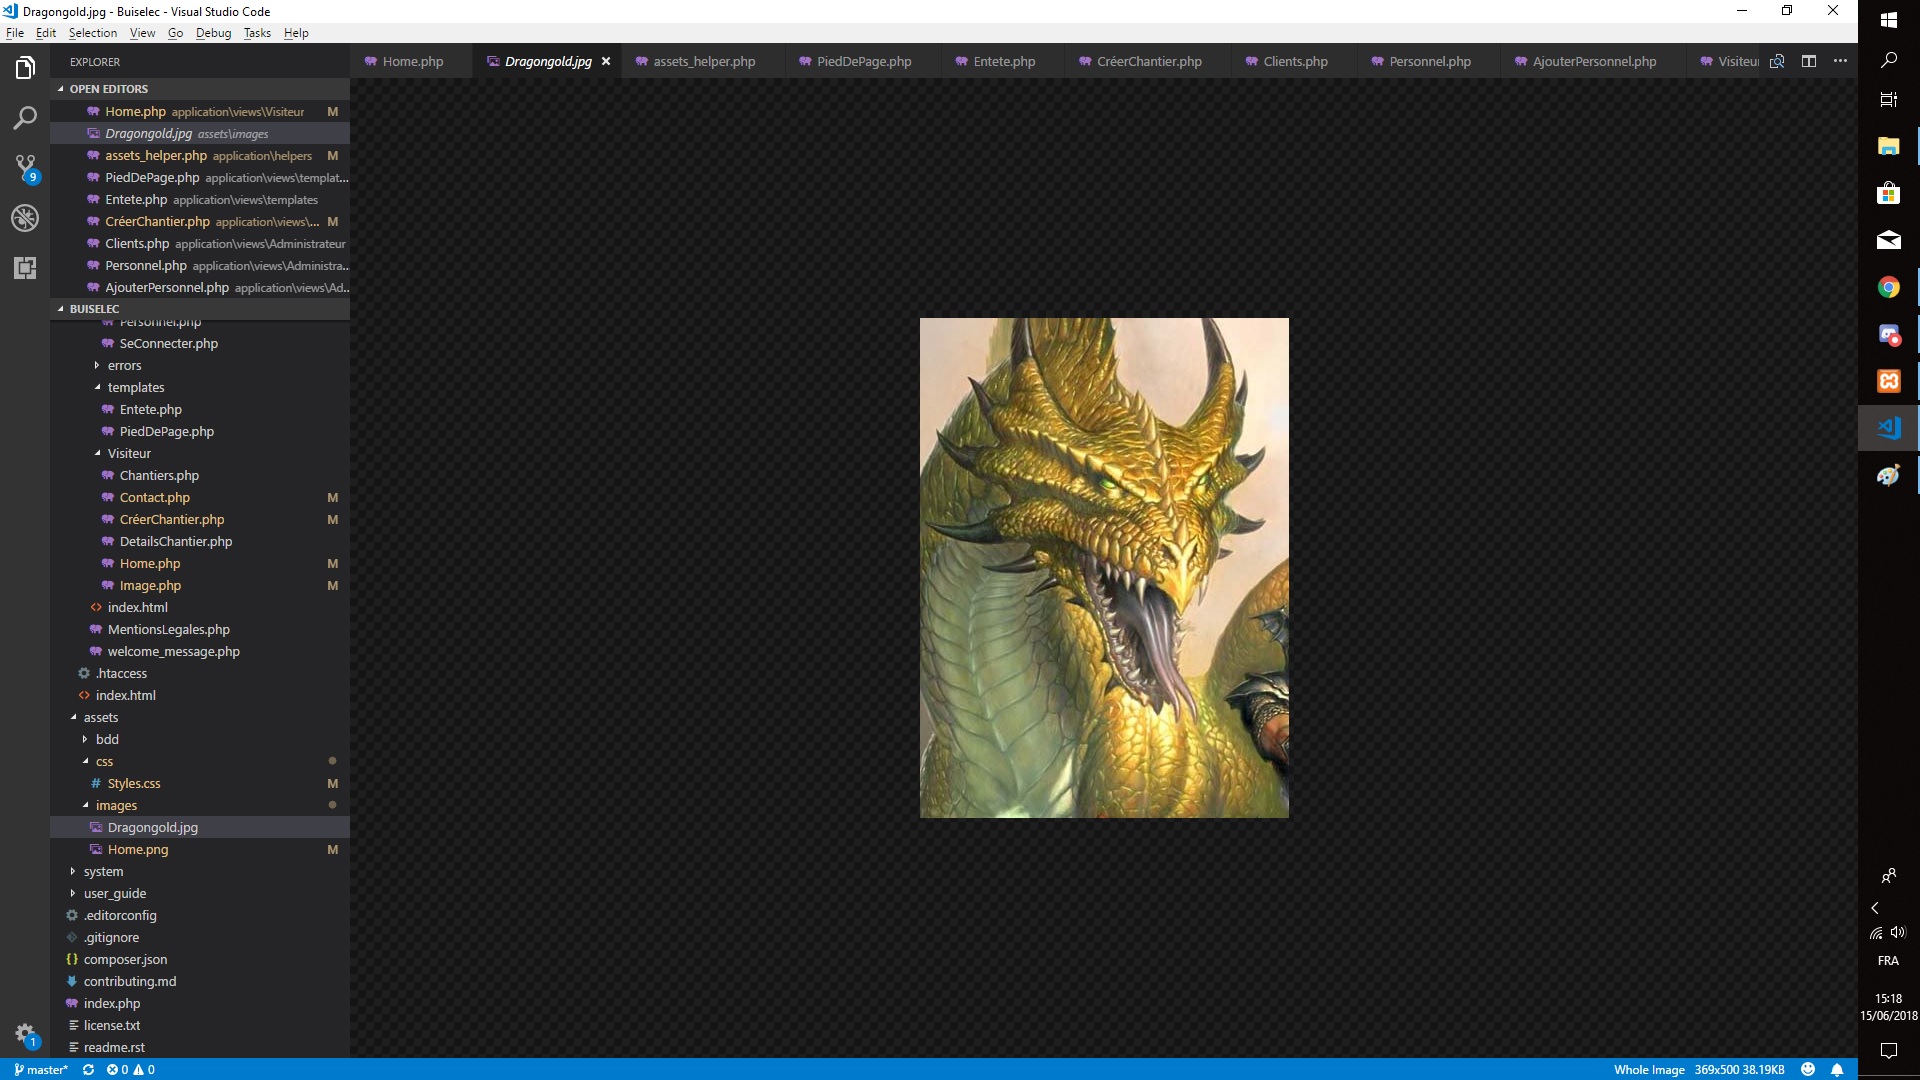 Dragongold.jpg - Buiselec - Visual Studio Code
File Edit Selection View Go Debug Tasks Help
EXPLORER
Home.php Dragongold.jpg assets_helper.php PiedDePage.php Entete.php CréerChantier.php Clients.php Personnel.php AjouterPersonnel.php Visiteu
OPEN EDITORS
Home.php application\views\Visiteur M
Dragongold.jpg assets\images
assets_helper.php application\helpers M
PiedDePage.php application\views\templat...
Entete.php application\views\templates
CréerChantier.php application\views\... M
Clients.php application\views\Administrateur
Personnel.php application\views\Administra...
AjouterPersonnel.php application\views\Ad...
BUISELEC
Personnel.php
SeConnecter.php
errors
templates
Entete.php
PiedDePage.php
Visiteur
Chantiers.php
Contact.php M
CréerChantier.php M
DetailsChantier.php
Home.php M
Image.php M
index.html
MentionsLegales.php
welcome_message.php
.htaccess
index.html
assets
bdd
css
Styles.css M
images
Dragongold.jpg
Home.png M
system
user_guide
.editorconfig
.gitignore
composer.json
contributing.md
index.php
license.txt
readme.rst
9
1
master* 0 0
Whole Image 369x500 38.19KB
FRA
15:18
15/06/2018